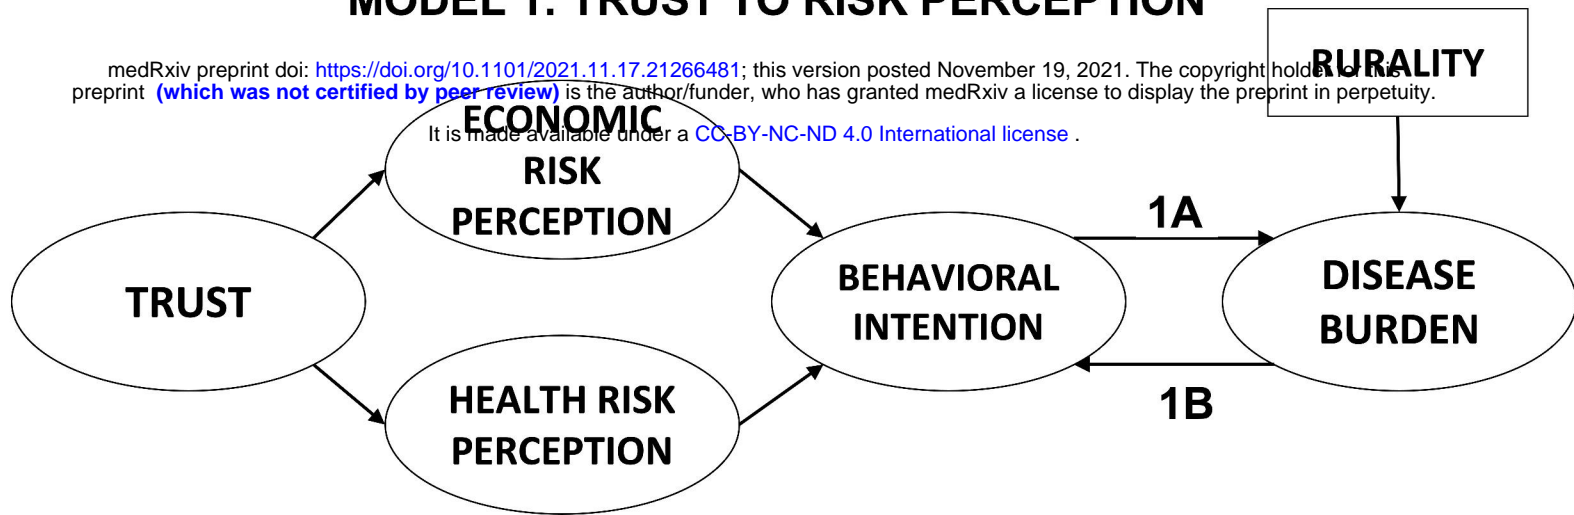 MODEL 1: TRUST TO RISK PERCEPTION
RURALITY
medRxiv preprint doi: https://doi.org/10.1101/2021.11.17.21266481; this version posted November 19, 2021. The copyright holder for this
preprint (which was not certified by peer review) is the author/funder, who has granted medRxiv a license to display the preprint in perpetuity.
It is made available under a CC-BY-NC-ND 4.0 International license .
ECONOMIC
RISK
PERCEPTION
TRUST
HEALTH RISK
PERCEPTION
BEHAVIORAL
INTENTION
1A
1B
DISEASE
BURDEN